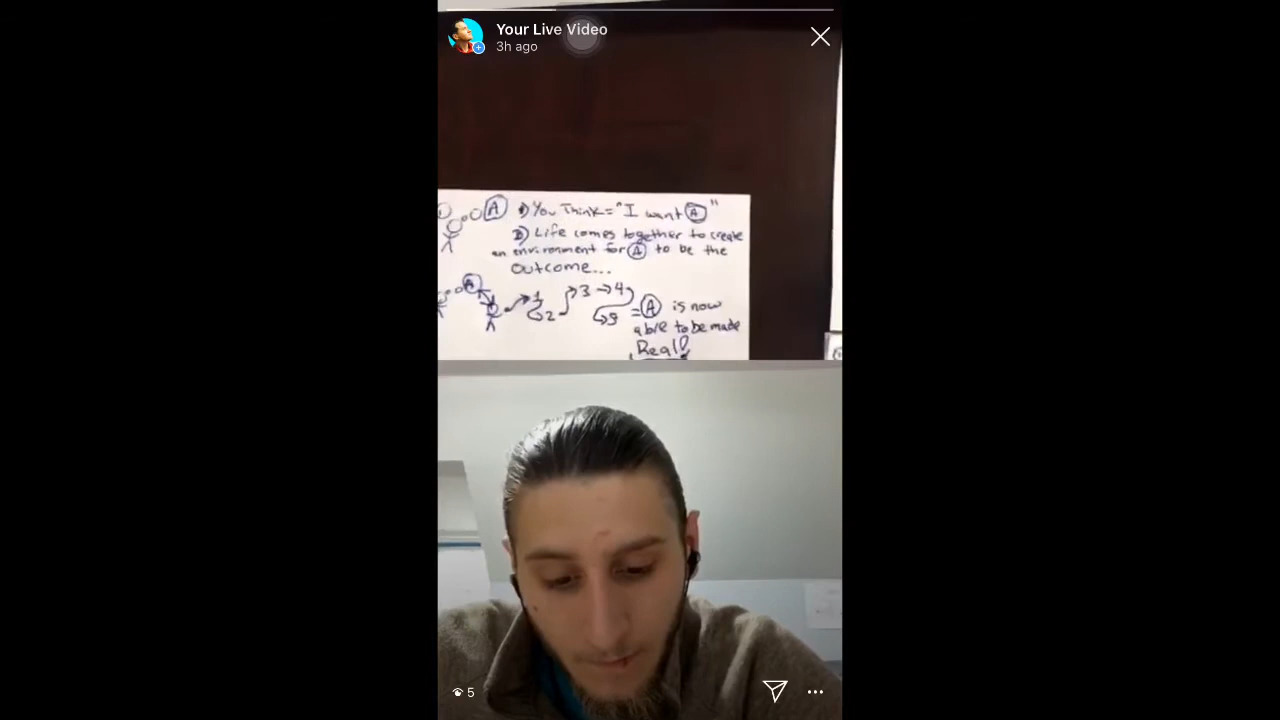 Your Live Video
3h ago
A 1) You Think = "I want A"
2) Life comes together to create
an environment for A to be the
outcome...
A
1 2 3 → 4 5 = A is now
able to be made
Real!
5